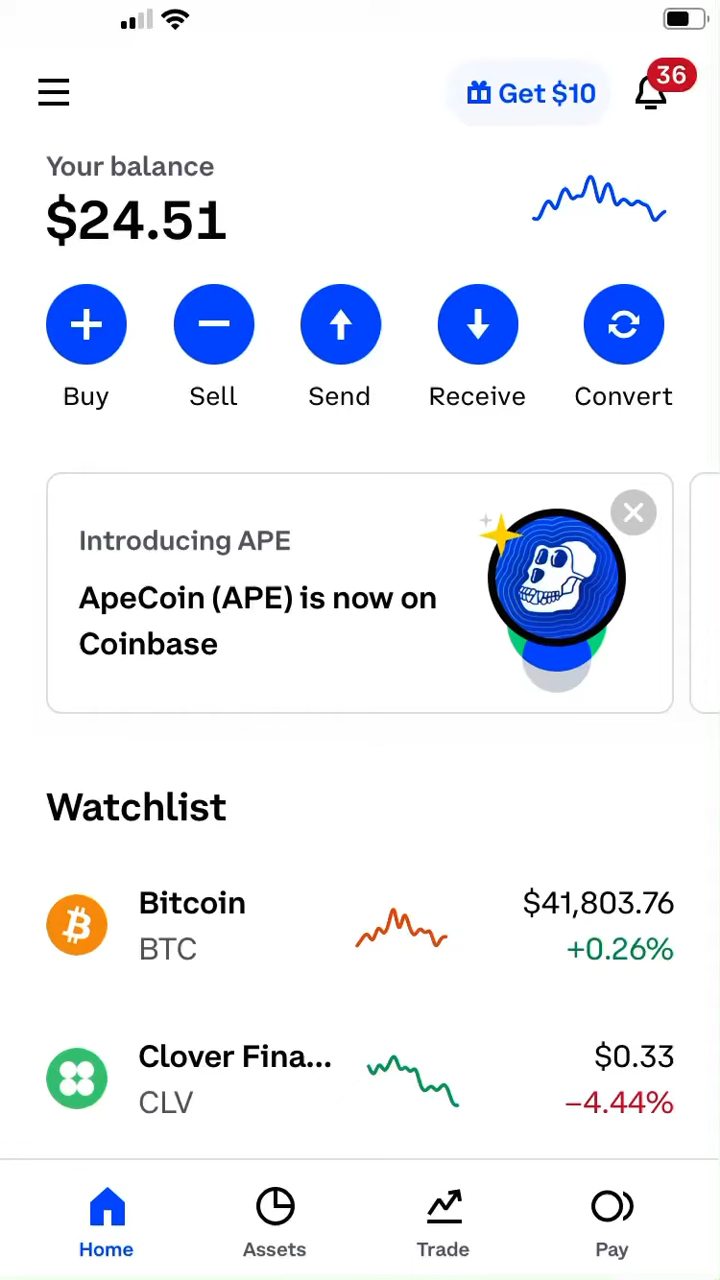 Get $10
36
Your balance
$24.51
Buy
Sell
Send
Receive
Convert
Introducing APE
ApeCoin (APE) is now on
Coinbase
Watchlist
Bitcoin
$41,803.76
BTC
+0.26%
Clover Fina...
$0.33
CLV
−4.44%
Home
Assets
Trade
Pay